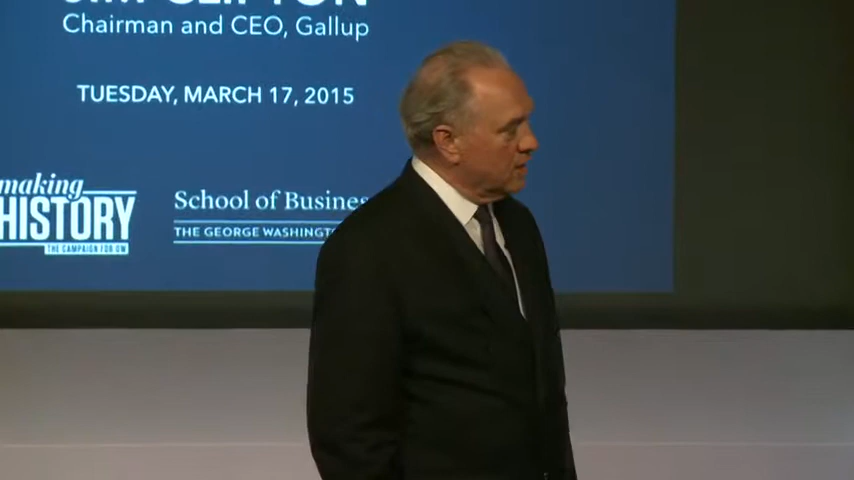 Chairman and CEO, Gallup
TUESDAY, MARCH 17, 2015
making
HISTORY
THE CAMPAIGN FOR GW
School of Busines
THE GEORGE WASHINGT